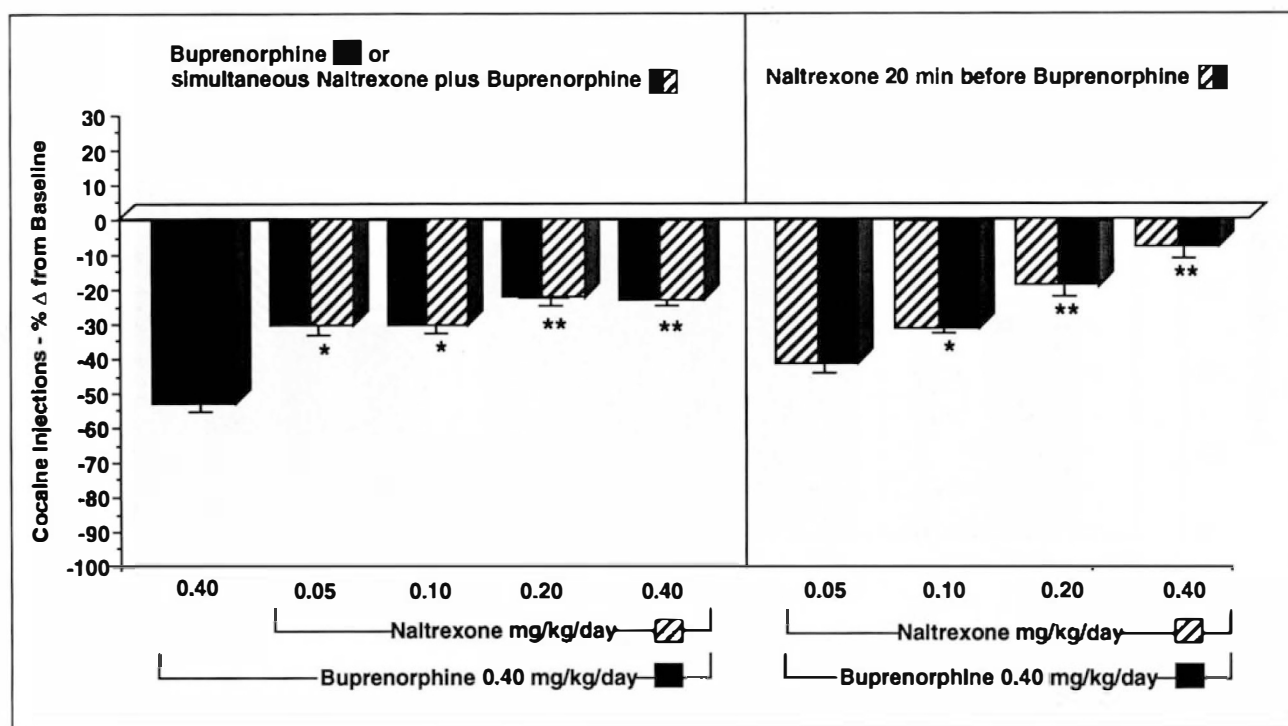 Buprenorphine or
simultaneous Naltrexone plus Buprenorphine
Naltrexone 20 min before Buprenorphine
Cocaine Injections - % Δ from Baseline
30
20
10
0
-10
-20
-30
-40
-50
-60
-70
-80
-90
-100
* * ** **
* ** **
0.40 0.05 0.10 0.20 0.40
0.05 0.10 0.20 0.40
Naltrexone mg/kg/day
Buprenorphine 0.40 mg/kg/day
Naltrexone mg/kg/day
Buprenorphine 0.40 mg/kg/day